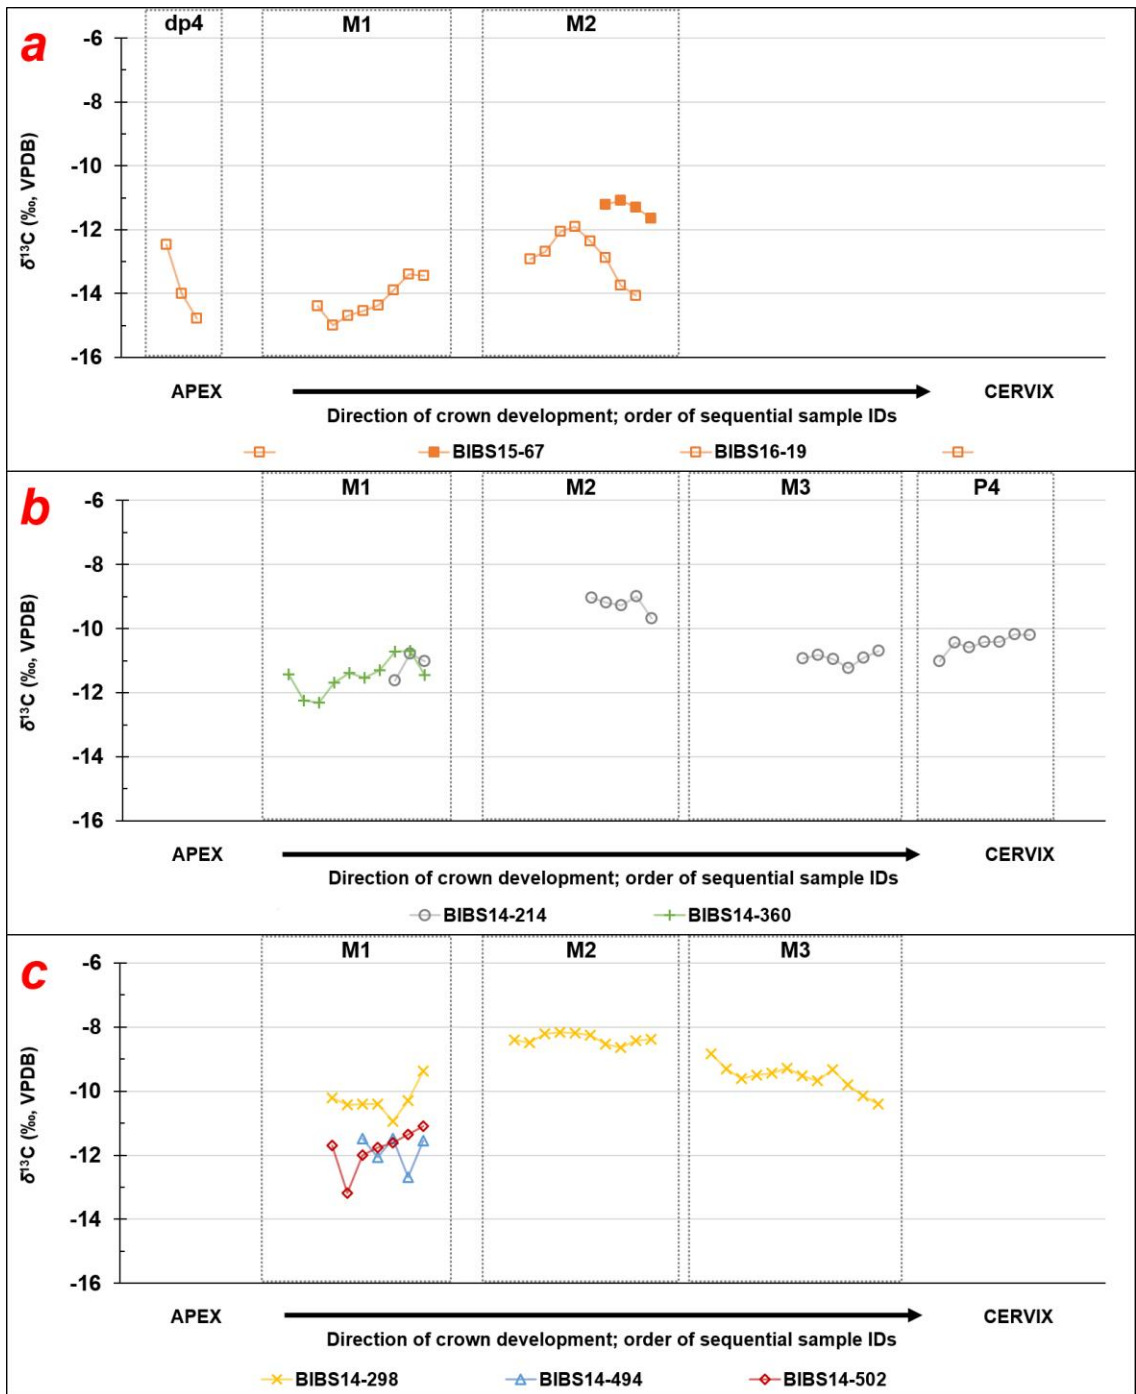 a
dp4 M1 M2
-6
-8
-10
-12
-14
-16
δ¹³C (‰, VPDB)
APEX CERVIX
Direction of crown development; order of sequential sample IDs
BIBS15-67 BIBS16-19
b
M1 M2 M3 P4
-6
-8
-10
-12
-14
-16
δ¹³C (‰, VPDB)
APEX CERVIX
Direction of crown development; order of sequential sample IDs
BIBS14-214 BIBS14-360
c
M1 M2 M3
-6
-8
-10
-12
-14
-16
δ¹³C (‰, VPDB)
APEX CERVIX
Direction of crown development; order of sequential sample IDs
BIBS14-298 BIBS14-494 BIBS14-502